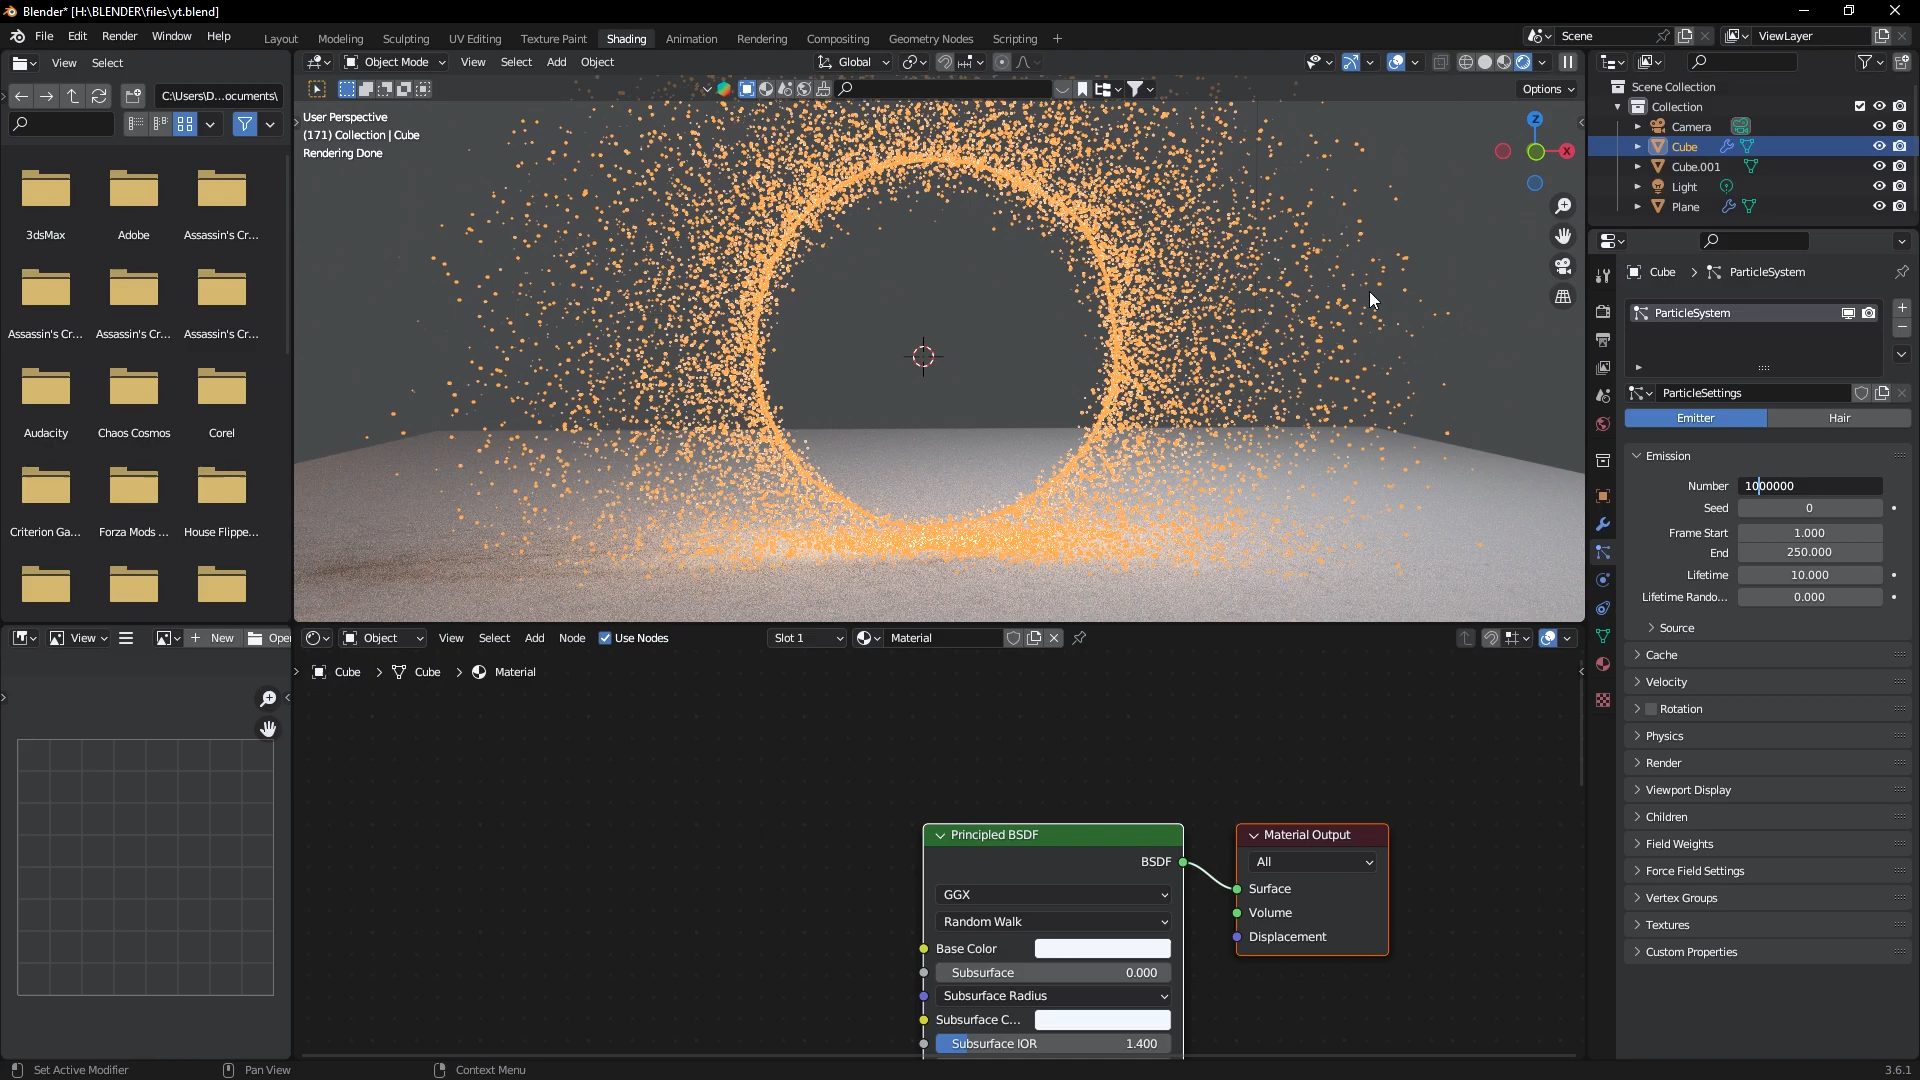 Blender* [H:\BLENDER\files\yt.blend]
File Edit Render Window Help
Layout Modeling Sculpting UV Editing Texture Paint Shading Animation Rendering Compositing Geometry Nodes Scripting
Scene
ViewLayer
View Select
Object Mode View Select Add Object
Global
C:\Users\D...ocuments\
Options
User Perspective
(171) Collection | Cube
Rendering Done
Z
X
3dsMax Adobe Assassin's Cr...
Assassin's Cr... Assassin's Cr... Assassin's Cr...
Audacity Chaos Cosmos Corel
Criterion Ga... Forza Mods ... House Flippe...
Scene Collection
Collection
Camera
Cube
Cube.001
Light
Plane
Cube ParticleSystem
ParticleSystem
ParticleSettings
Emitter Hair
Emission
Number 1000000
Seed 0
Frame Start 1.000
End 250.000
Lifetime 10.000
Lifetime Rando... 0.000
Source
Cache
Velocity
Rotation
Physics
Render
Viewport Display
Children
Field Weights
Force Field Settings
Vertex Groups
Textures
Custom Properties
View New Open
Object View Select Add Node Use Nodes Slot 1 Material
Cube Cube Material
Principled BSDF
BSDF
GGX
Random Walk
Base Color
Subsurface 0.000
Subsurface Radius
Subsurface C...
Subsurface IOR 1.400
Material Output
All
Surface
Volume
Displacement
Set Active Modifier Pan View Context Menu 3.6.1